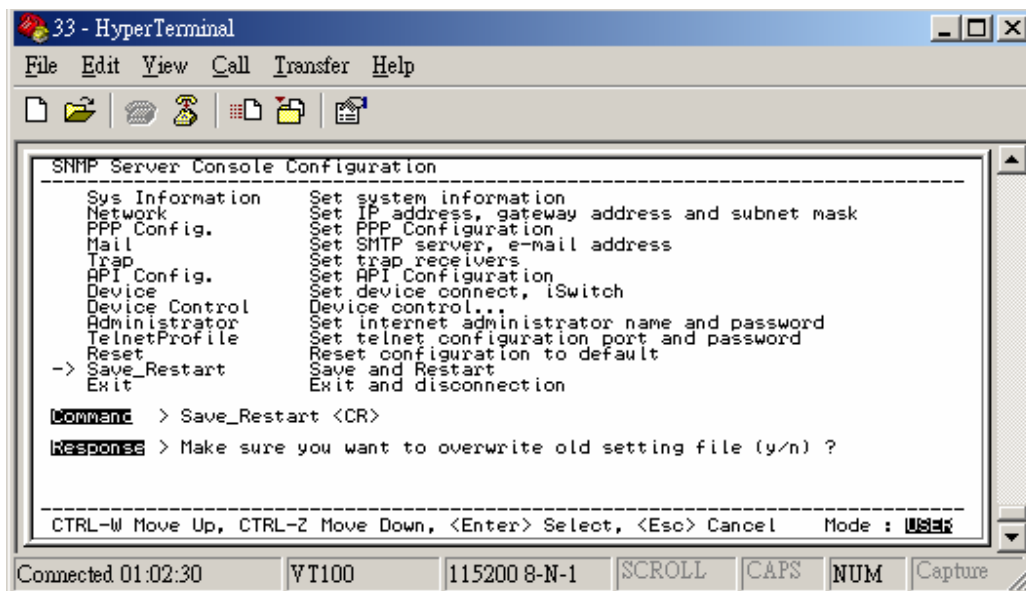 33 - HyperTerminal
File Edit View Call Transfer Help
SNMP Server Console Configuration
Sys Information Set system information
Network Set IP address, gateway address and subnet mask
PPP Config. Set PPP Configuration
Mail Set SMTP server, e-mail address
Trap Set trap receivers
API Config. Set API Configuration
Device Set device connect, iSwitch
Device Control Device control...
Administrator Set internet administrator name and password
TelnetProfile Set telnet configuration port and password
Reset Reset configuration to default
-> Save_Restart Save and Restart
Exit Exit and disconnection
Command > Save_Restart <CR>
Response > Make sure you want to overwrite old setting file (y/n) ?
CTRL-W Move Up, CTRL-Z Move Down, <Enter> Select, <Esc> Cancel Mode : USER
Connected 01:02:30 VT100 115200 8-N-1 SCROLL CAPS NUM Capture